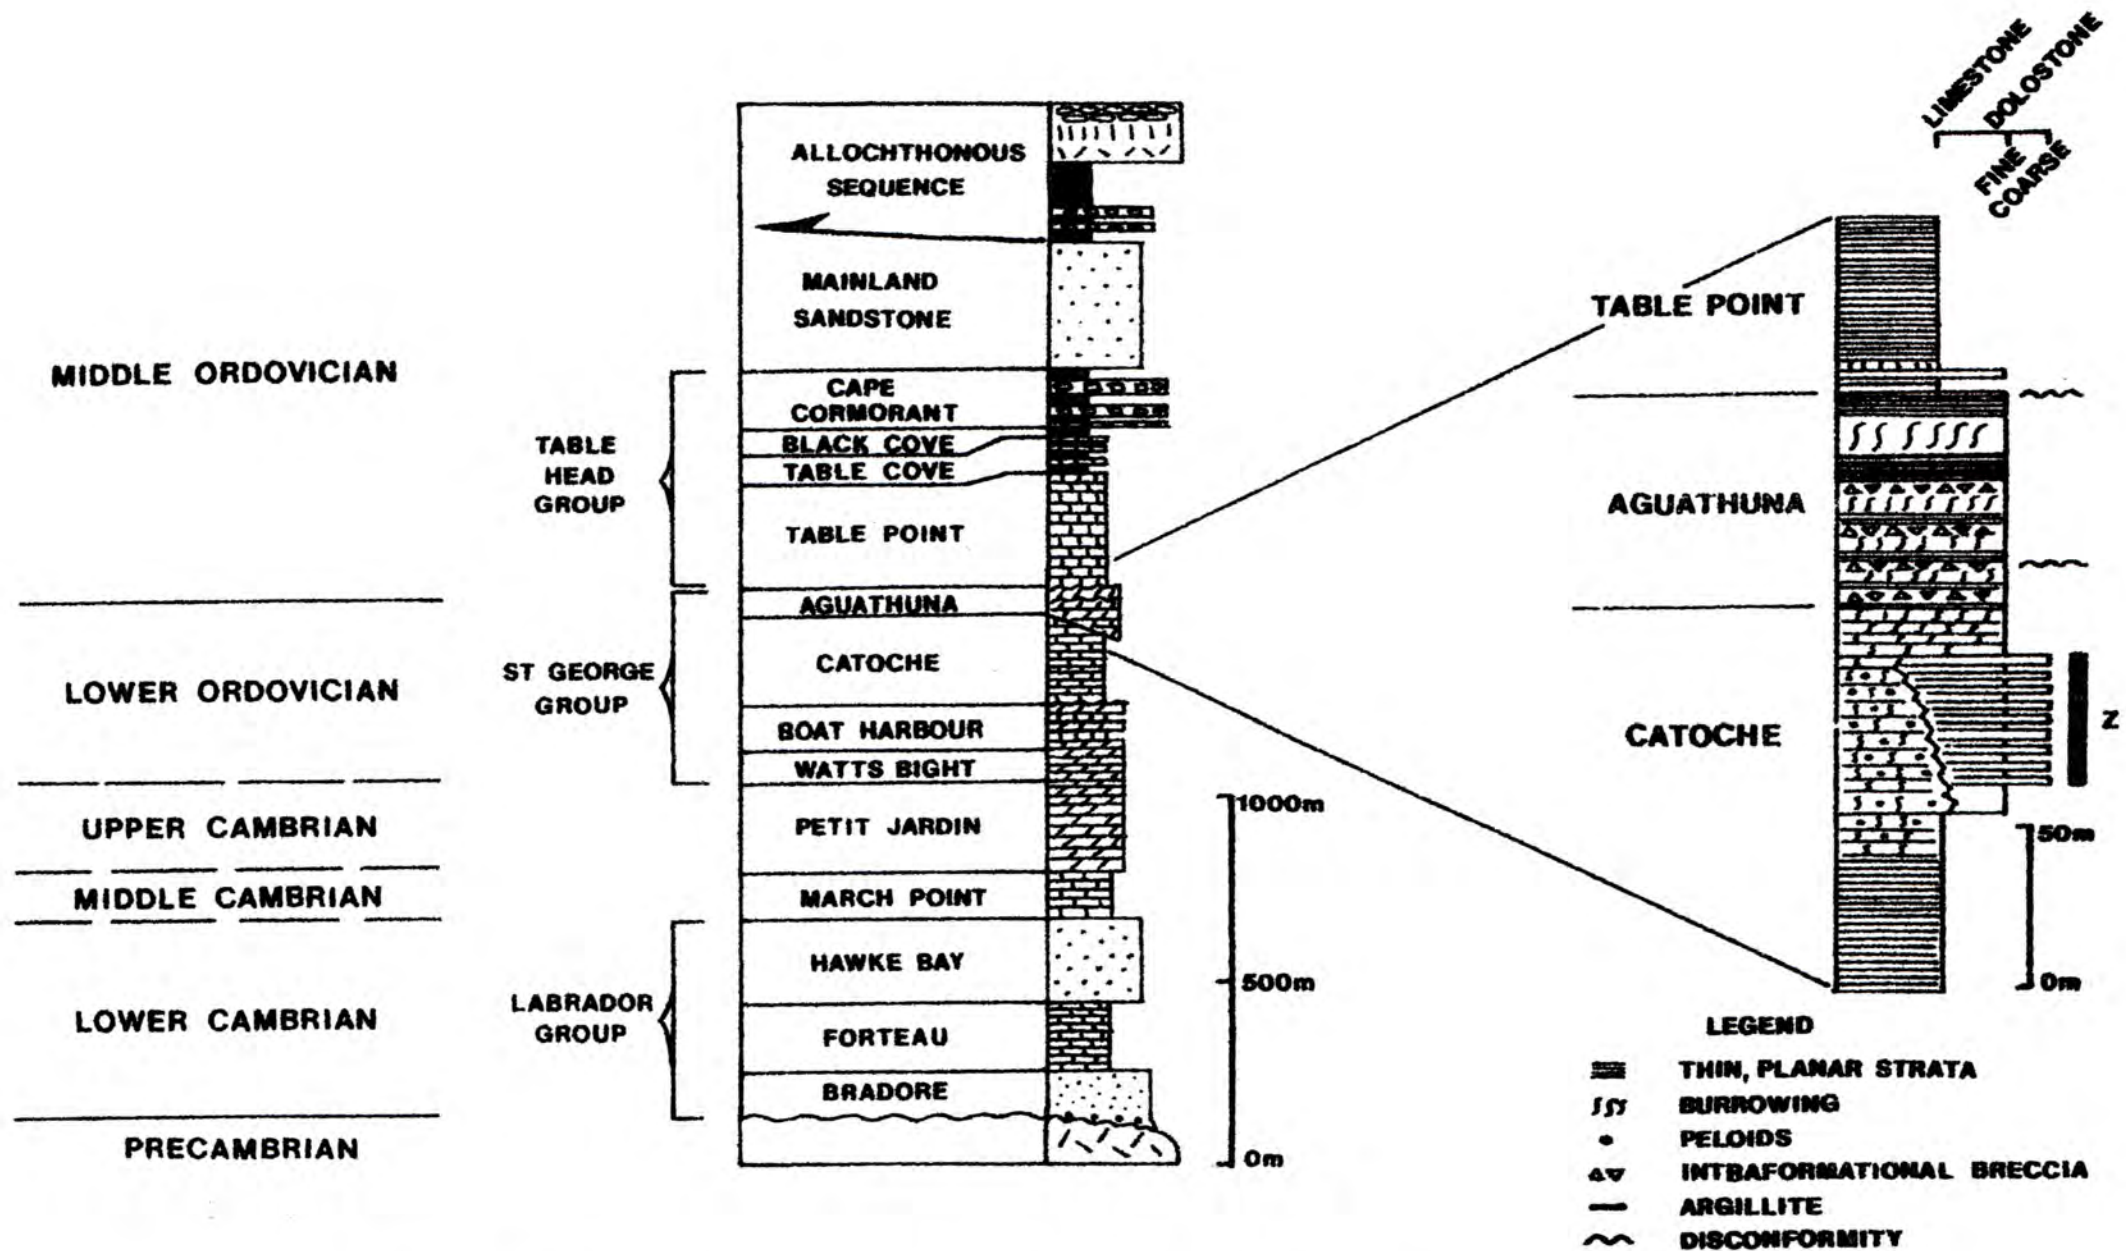 MIDDLE ORDOVICIAN
LOWER ORDOVICIAN
UPPER CAMBRIAN
MIDDLE CAMBRIAN
LOWER CAMBRIAN
PRECAMBRIAN
TABLE
HEAD
GROUP
ST GEORGE
GROUP
LABRADOR
GROUP
ALLOCHTHONOUS
SEQUENCE
MAINLAND
SANDSTONE
CAPE
CORMORANT
BLACK COVE
TABLE COVE
TABLE POINT
AGUATHUNA
CATOCHE
BOAT HARBOUR
WATTS BIGHT
PETIT JARDIN
MARCH POINT
HAWKE BAY
FORTEAU
BRADORE
1000m
500m
0m
LIMESTONE
DOLOSTONE
FINE
COARSE
TABLE POINT
AGUATHUNA
CATOCHE
Z
50m
0m
LEGEND
THIN, PLANAR STRATA
BURROWING
PELOIDS
INTRAFORMATIONAL BRECCIA
ARGILLITE
DISCONFORMITY